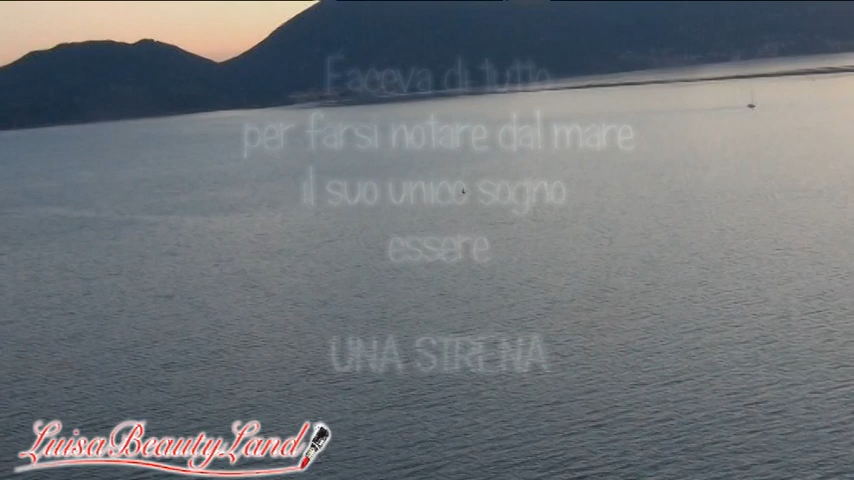 Faceva di tutto
per farsi notare dal mare
il suo unico sogno
essere
UNA SIRENA
LuisaBeautyLand